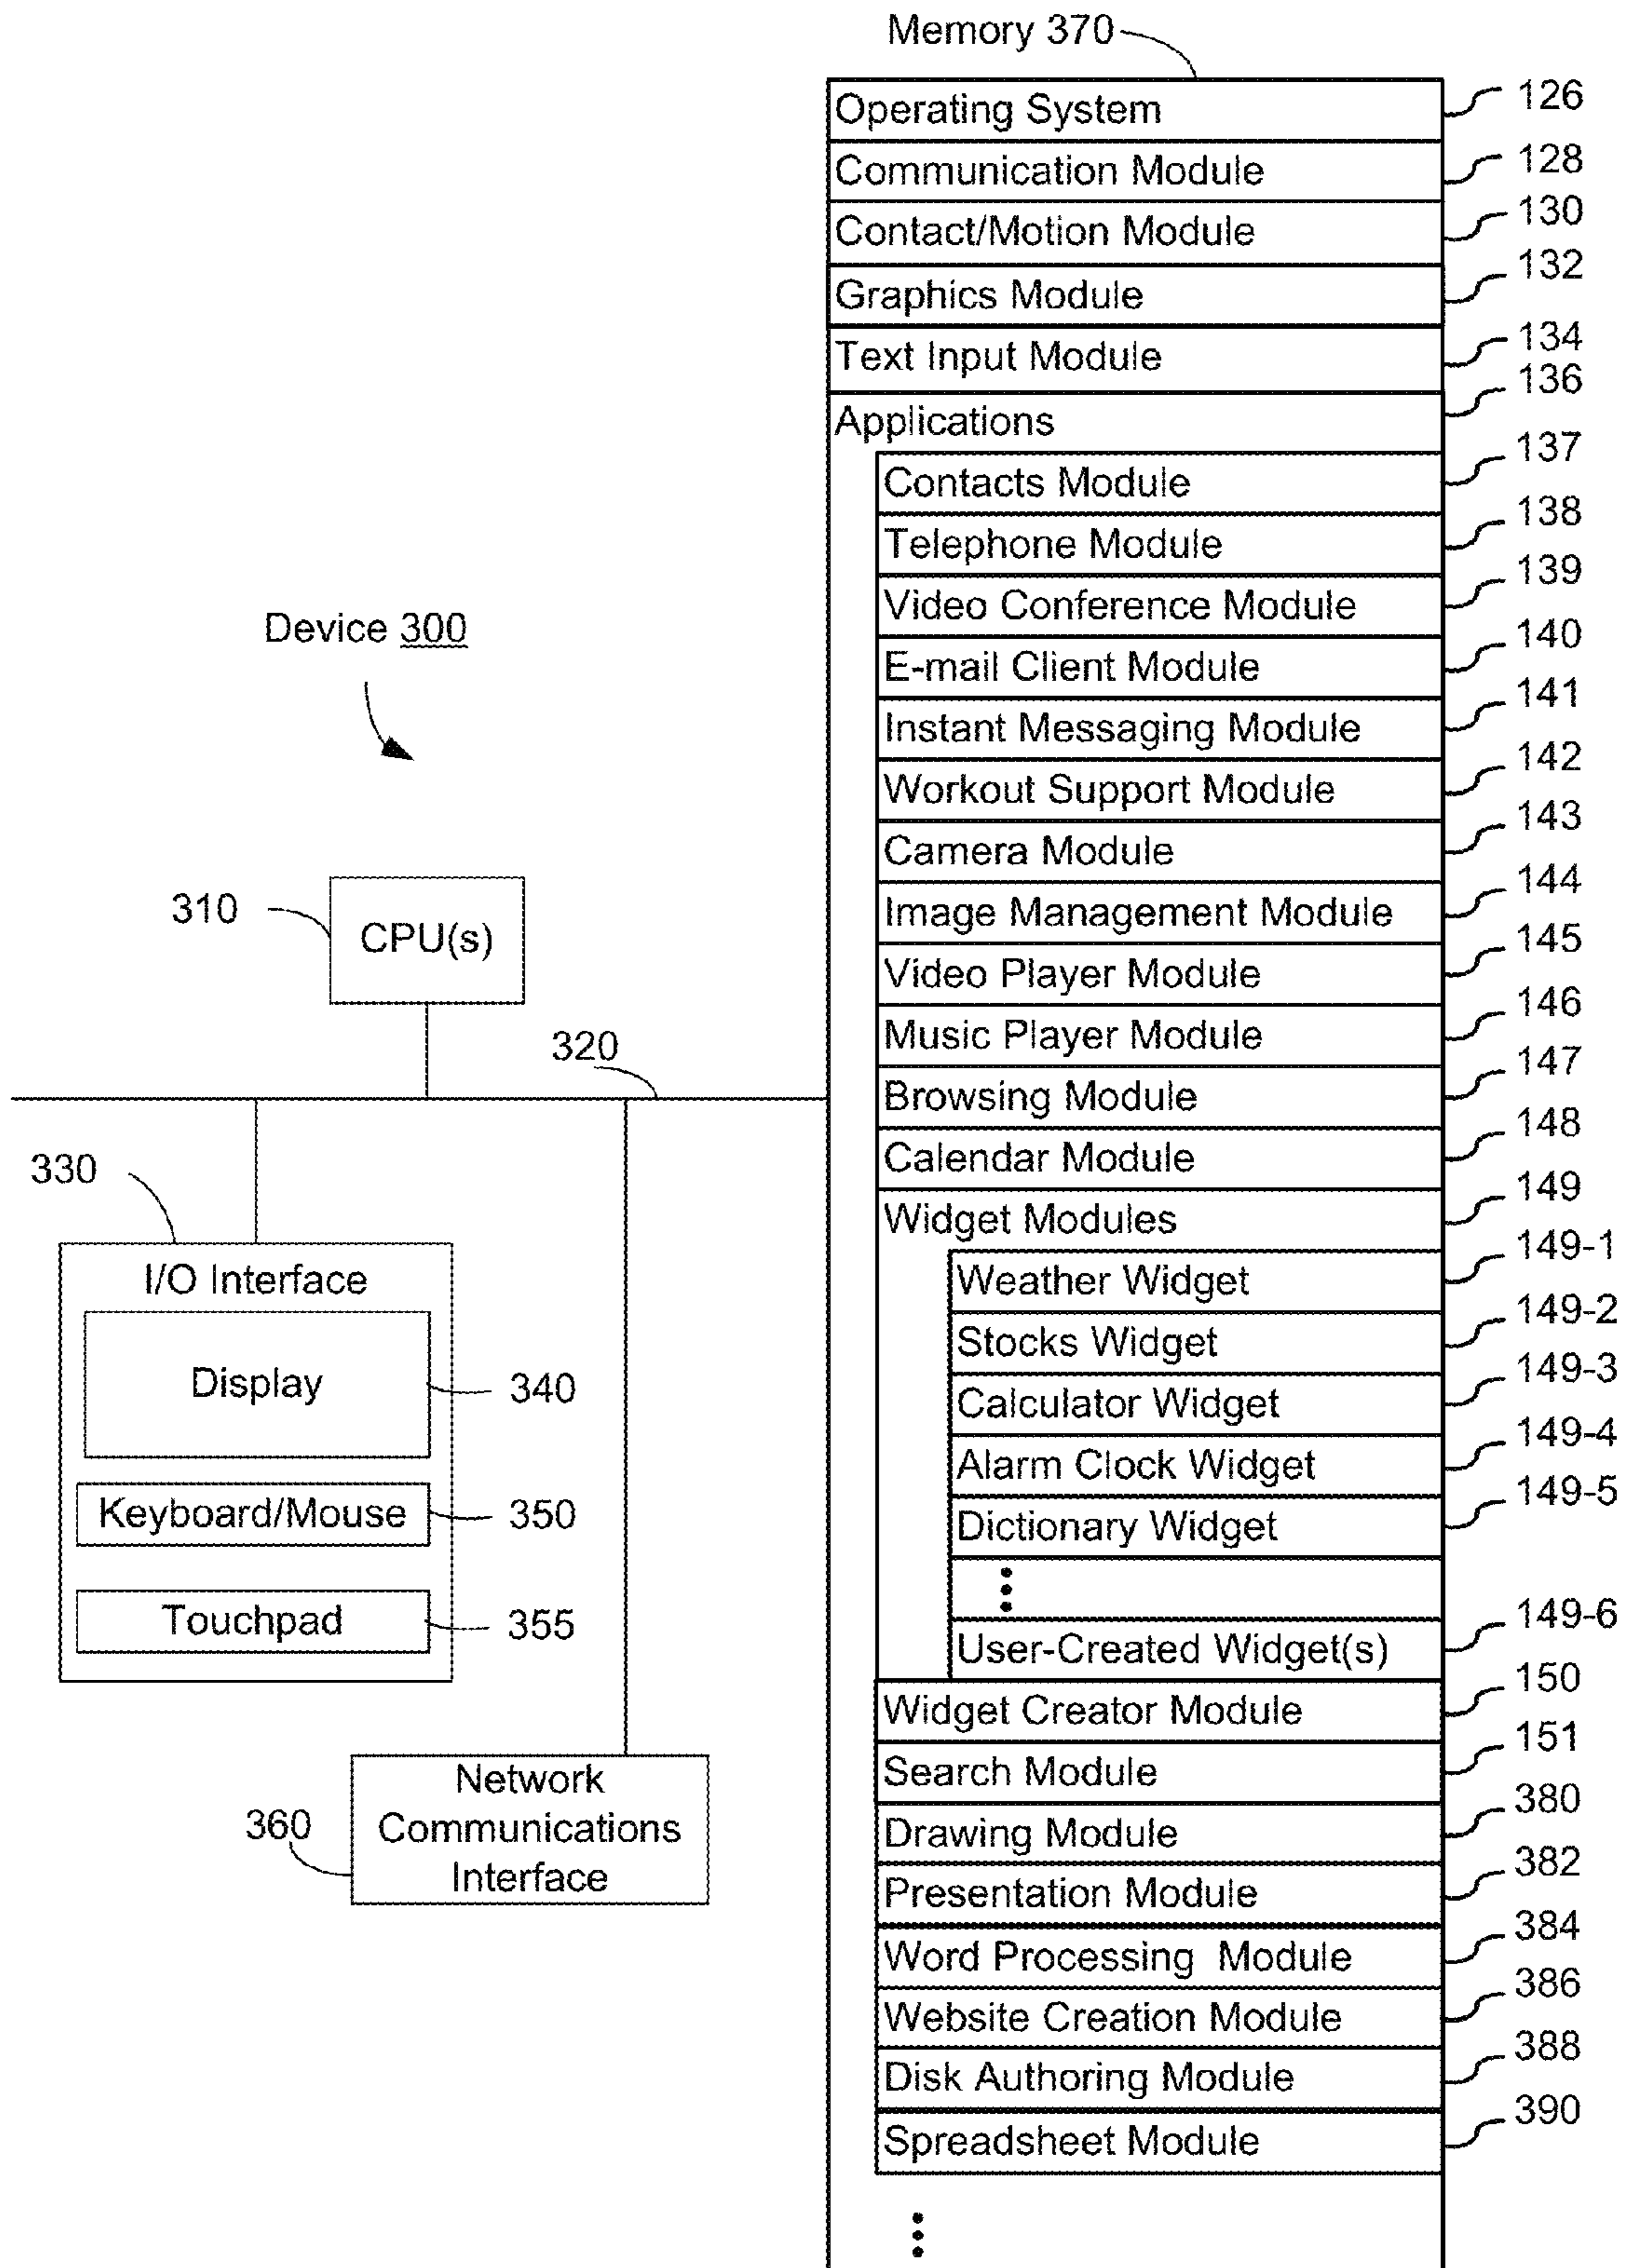 Memory 370
Operating System 126
Communication Module 128
Contact/Motion Module 130
Graphics Module 132
Text Input Module 134
Applications 136
Contacts Module 137
Telephone Module 138
Video Conference Module 139
E-mail Client Module 140
Instant Messaging Module 141
Workout Support Module 142
Camera Module 143
Image Management Module 144
Video Player Module 145
Music Player Module 146
Browsing Module 147
Calendar Module 148
Widget Modules 149
Weather Widget 149-1
Stocks Widget 149-2
Calculator Widget 149-3
Alarm Clock Widget 149-4
Dictionary Widget 149-5
User-Created Widget(s) 149-6
Widget Creator Module 150
Search Module 151
Drawing Module 380
Presentation Module 382
Word Processing Module 384
Website Creation Module 386
Disk Authoring Module 388
Spreadsheet Module 390
Device 300
310 CPU(s)
320
330
I/O Interface
Display 340
Keyboard/Mouse 350
Touchpad 355
360
Network
Communications
Interface